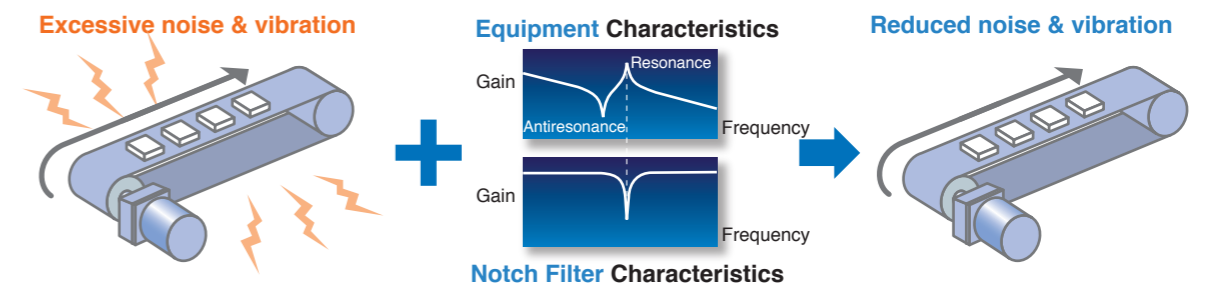 Excessive noise & vibration
Equipment Characteristics
Reduced noise & vibration
Gain
Resonance
Antiresonance
Frequency
Gain
Frequency
Notch Filter Characteristics